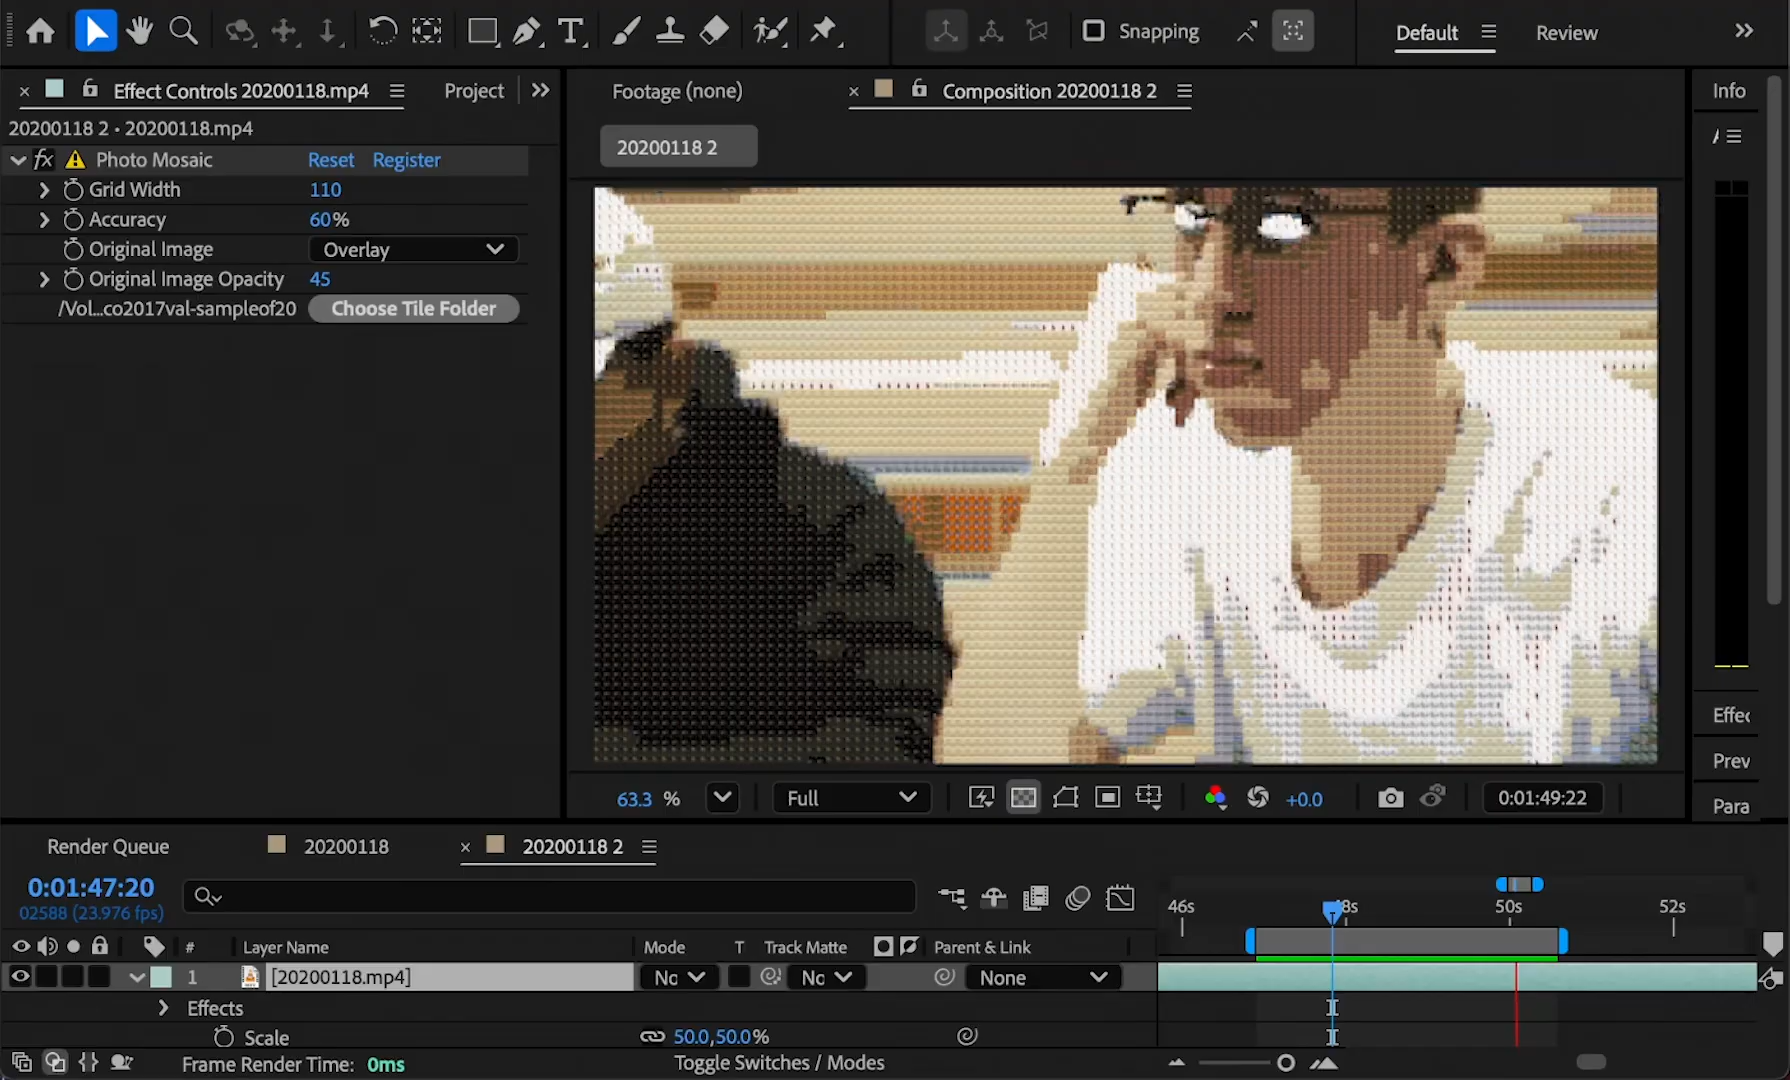 Snapping
Default
Review
Effect Controls 20200118.mp4
Project
Footage (none)
Composition 20200118 2
Info
20200118 2 • 20200118.mp4
20200118 2
fx Photo Mosaic Reset Register
Grid Width 110
Accuracy 60%
Original Image Overlay
Original Image Opacity 45
/Vol...co2017val-sampleof20 Choose Tile Folder
Effec
Prev
Para
63.3 %
Full
+0.0
0:01:49:22
Render Queue
20200118
20200118 2
0:01:47:20
02588 (23.976 fps)
46s
48s
50s
52s
# Layer Name Mode T Track Matte Parent & Link
1 [20200118.mp4] No No None
Effects
Scale 50.0,50.0%
Frame Render Time: 0ms
Toggle Switches / Modes